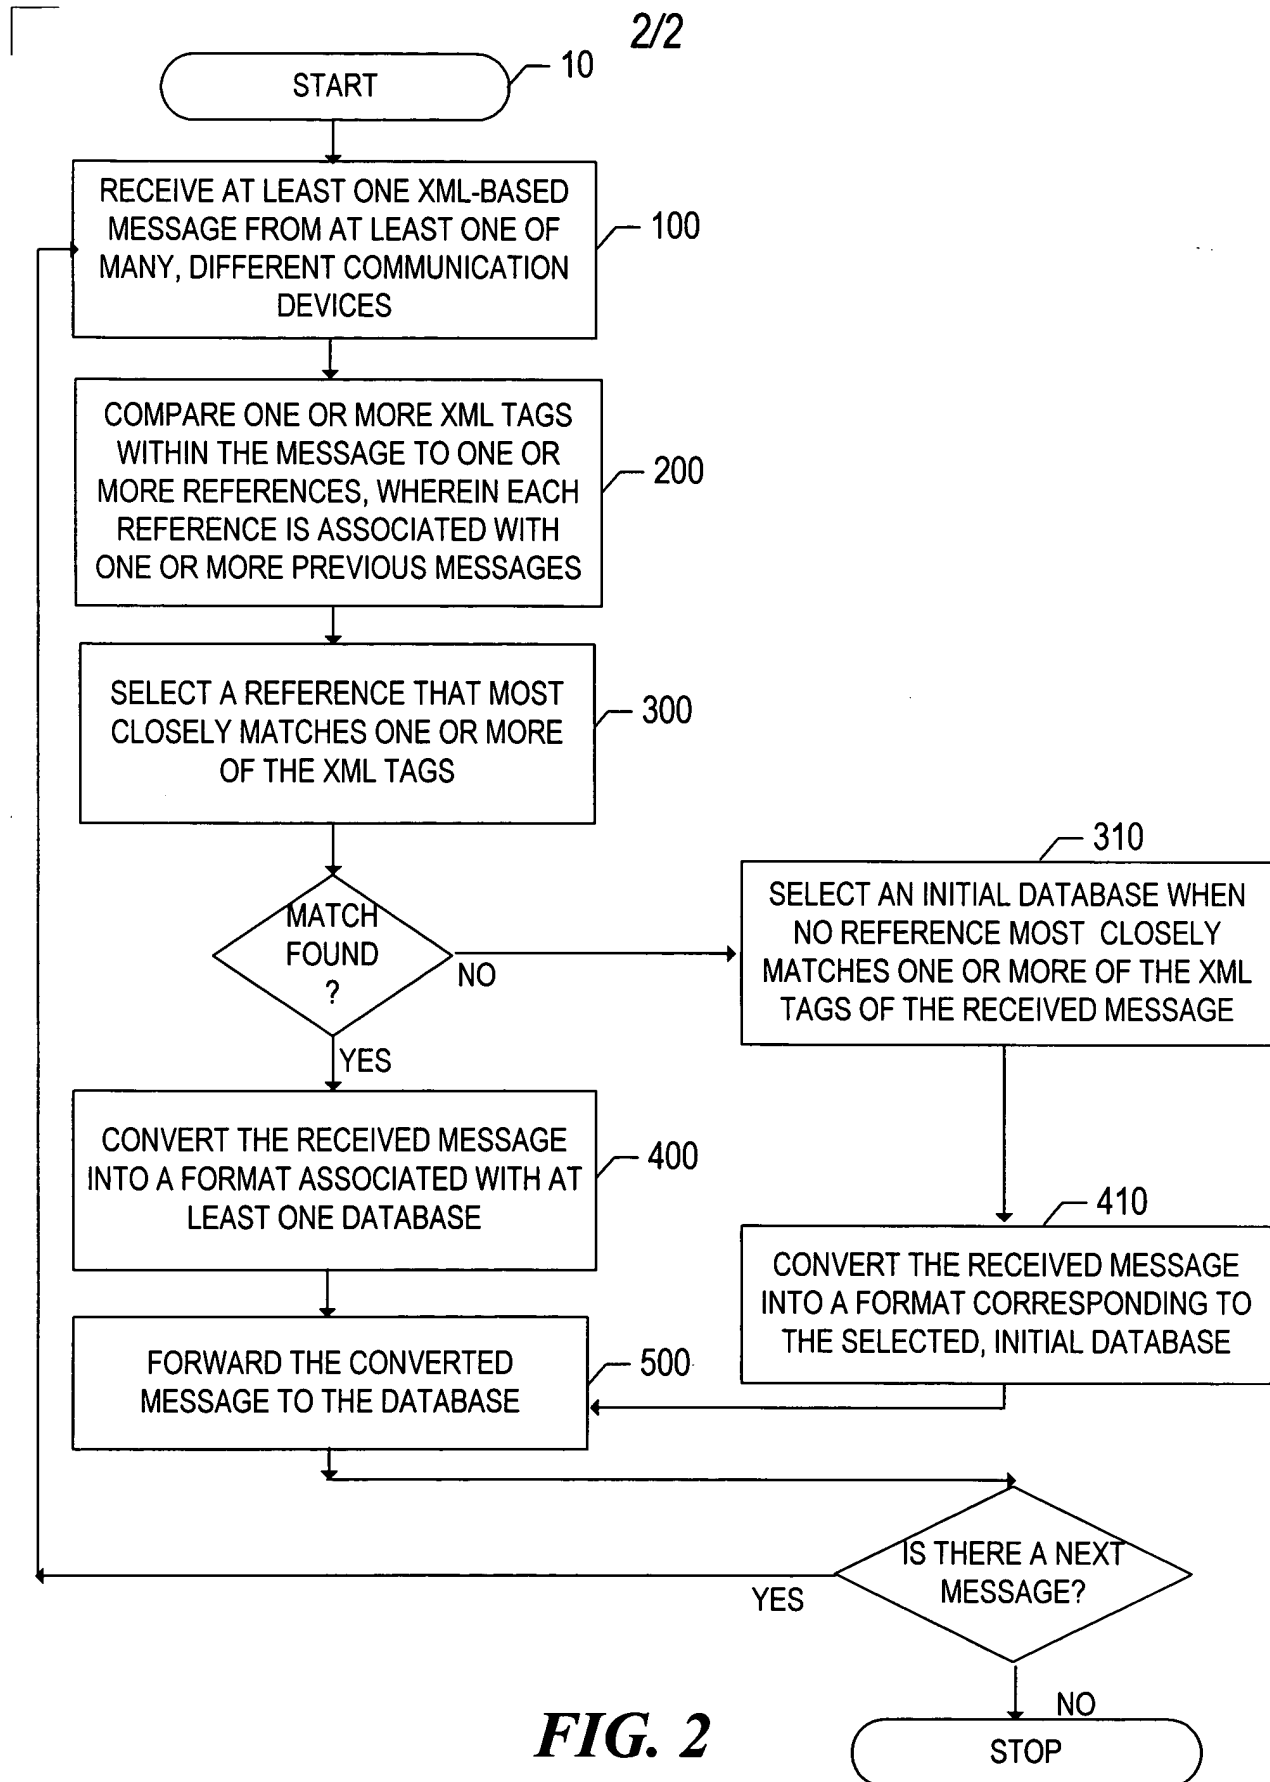 2/2
START
10
RECEIVE AT LEAST ONE XML-BASED
MESSAGE FROM AT LEAST ONE OF
MANY, DIFFERENT COMMUNICATION
DEVICES
100
COMPARE ONE OR MORE XML TAGS
WITHIN THE MESSAGE TO ONE OR
MORE REFERENCES, WHEREIN EACH
REFERENCE IS ASSOCIATED WITH
ONE OR MORE PREVIOUS MESSAGES
200
SELECT A REFERENCE THAT MOST
CLOSELY MATCHES ONE OR MORE
OF THE XML TAGS
300
MATCH
FOUND
?
NO
YES
310
SELECT AN INITIAL DATABASE WHEN
NO REFERENCE MOST CLOSELY
MATCHES ONE OR MORE OF THE XML
TAGS OF THE RECEIVED MESSAGE
CONVERT THE RECEIVED MESSAGE
INTO A FORMAT ASSOCIATED WITH AT
LEAST ONE DATABASE
400
410
CONVERT THE RECEIVED MESSAGE
INTO A FORMAT CORRESPONDING TO
THE SELECTED, INITIAL DATABASE
FORWARD THE CONVERTED
MESSAGE TO THE DATABASE
500
IS THERE A NEXT
MESSAGE?
YES
NO
STOP
FIG. 2